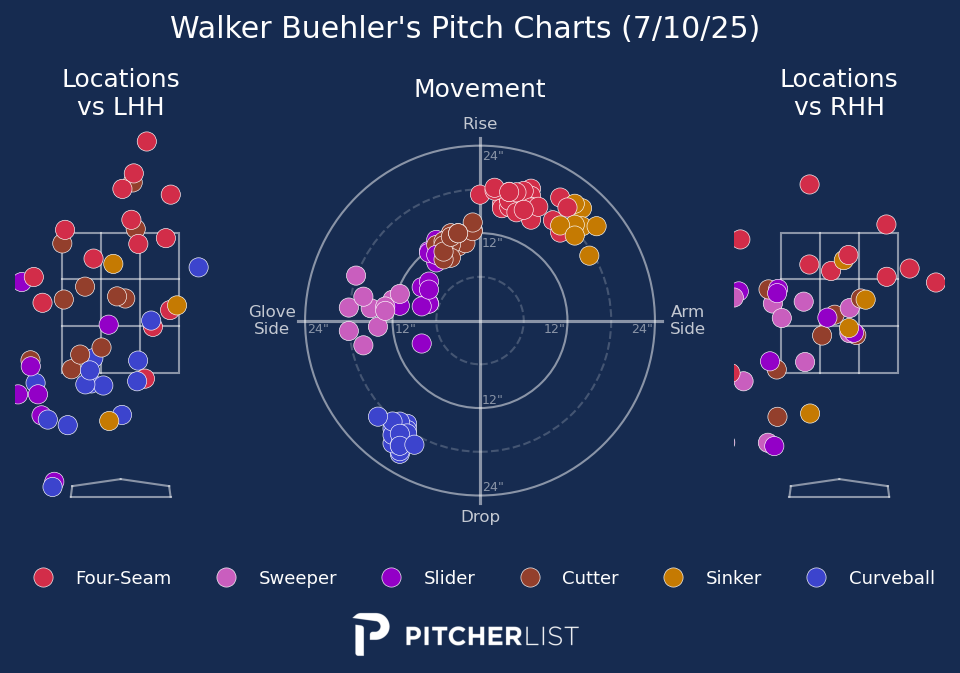 Walker Buehler's Pitch Charts (7/10/25)
Locations
vs LHH
Movement
Locations
vs RHH
Rise
24"
12"
Glove
Side
24"
12"
12"
24"
Arm
Side
12"
24"
Drop
Four-Seam
Sweeper
Slider
Cutter
Sinker
Curveball
PITCHERLIST